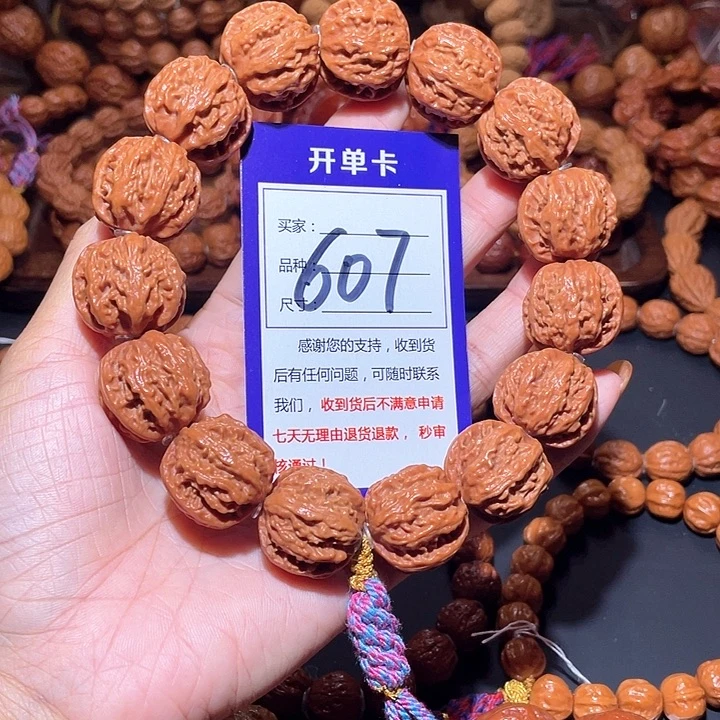 开单卡
买家：
品种：
尺寸：
607
感谢您的支持，收到货
后有任何问题，可随时联系
我们，收到货后不满意申请
七天无理由退货退款，秒审
核通过！